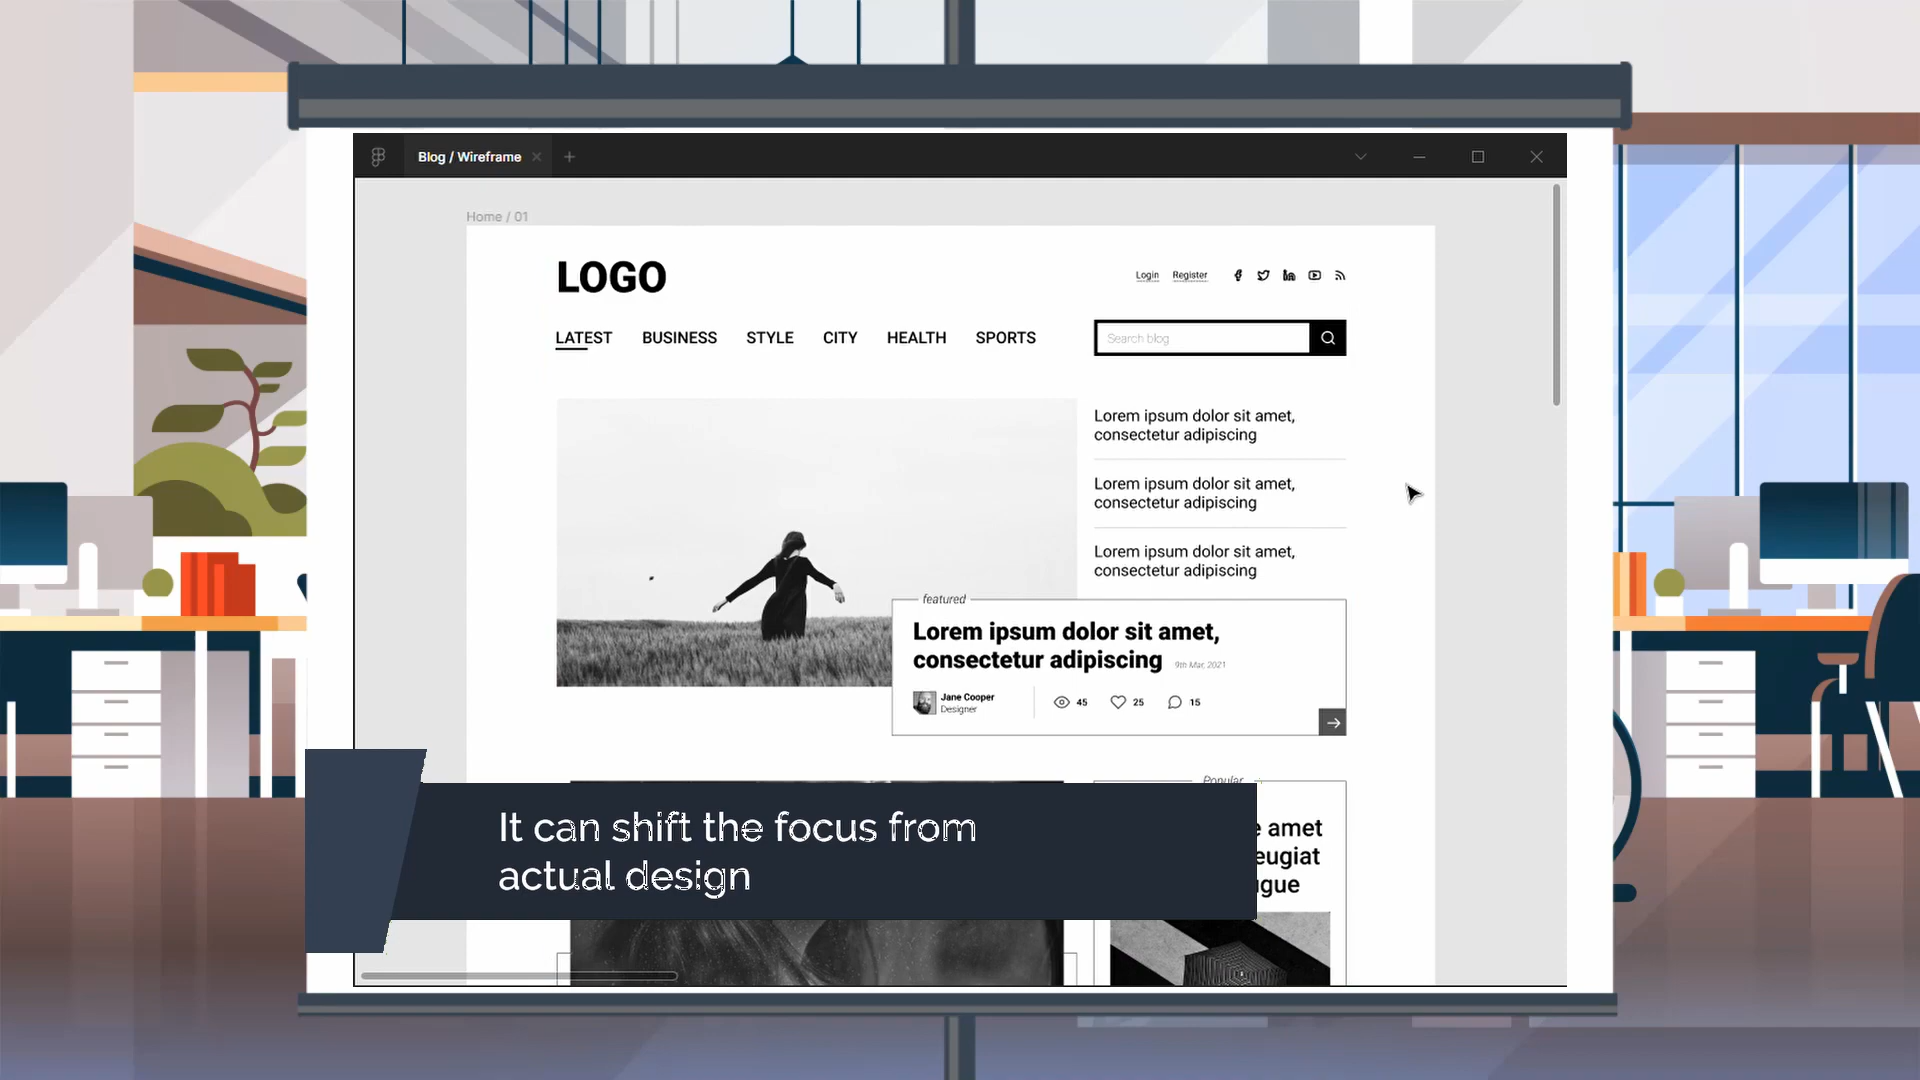 Blog / Wireframe
Home / 01
LOGO
Login Register
LATEST BUSINESS STYLE CITY HEALTH SPORTS
Search blog
Lorem ipsum dolor sit amet,
consectetur adipiscing
Lorem ipsum dolor sit amet,
consectetur adipiscing
Lorem ipsum dolor sit amet,
consectetur adipiscing
featured
Lorem ipsum dolor sit amet,
consectetur adipiscing 9th Mar, 2021
Jane Cooper
Designer
45 25 15
Popular
amet
It can shift the focus from
actual design